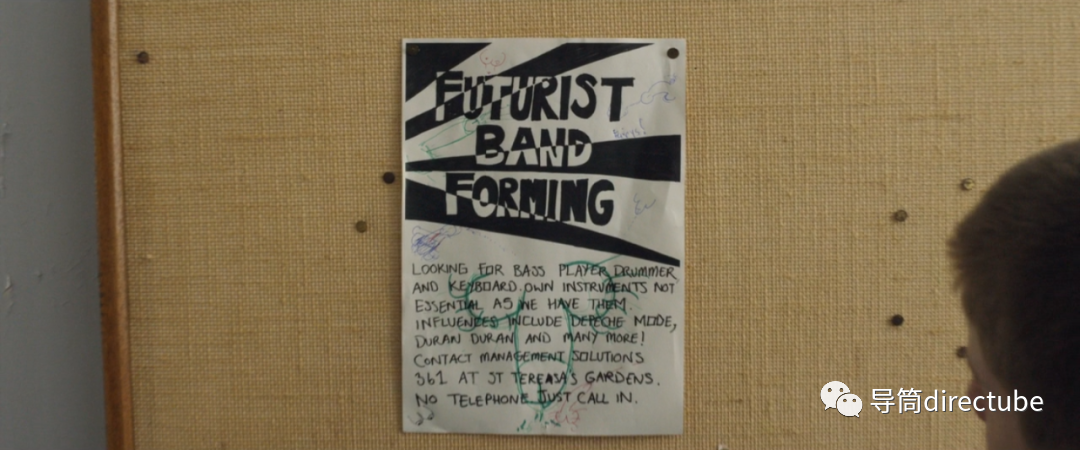 FUTURIST
BAND
FORMING
LOOKING FOR BASS PLAYER, DRUMMER
AND KEYBOARD. OWN INSTRUMENTS NOT
ESSENTIAL AS WE HAVE THEM.
INFLUENCES INCLUDE DEPECHE MODE,
DURAN DURAN AND MANY MORE!
CONTACT MANAGEMENT SOLUTIONS
361 AT ST TEREASA'S GARDENS.
NO TELEPHONE JUST CALL IN.
导筒directube